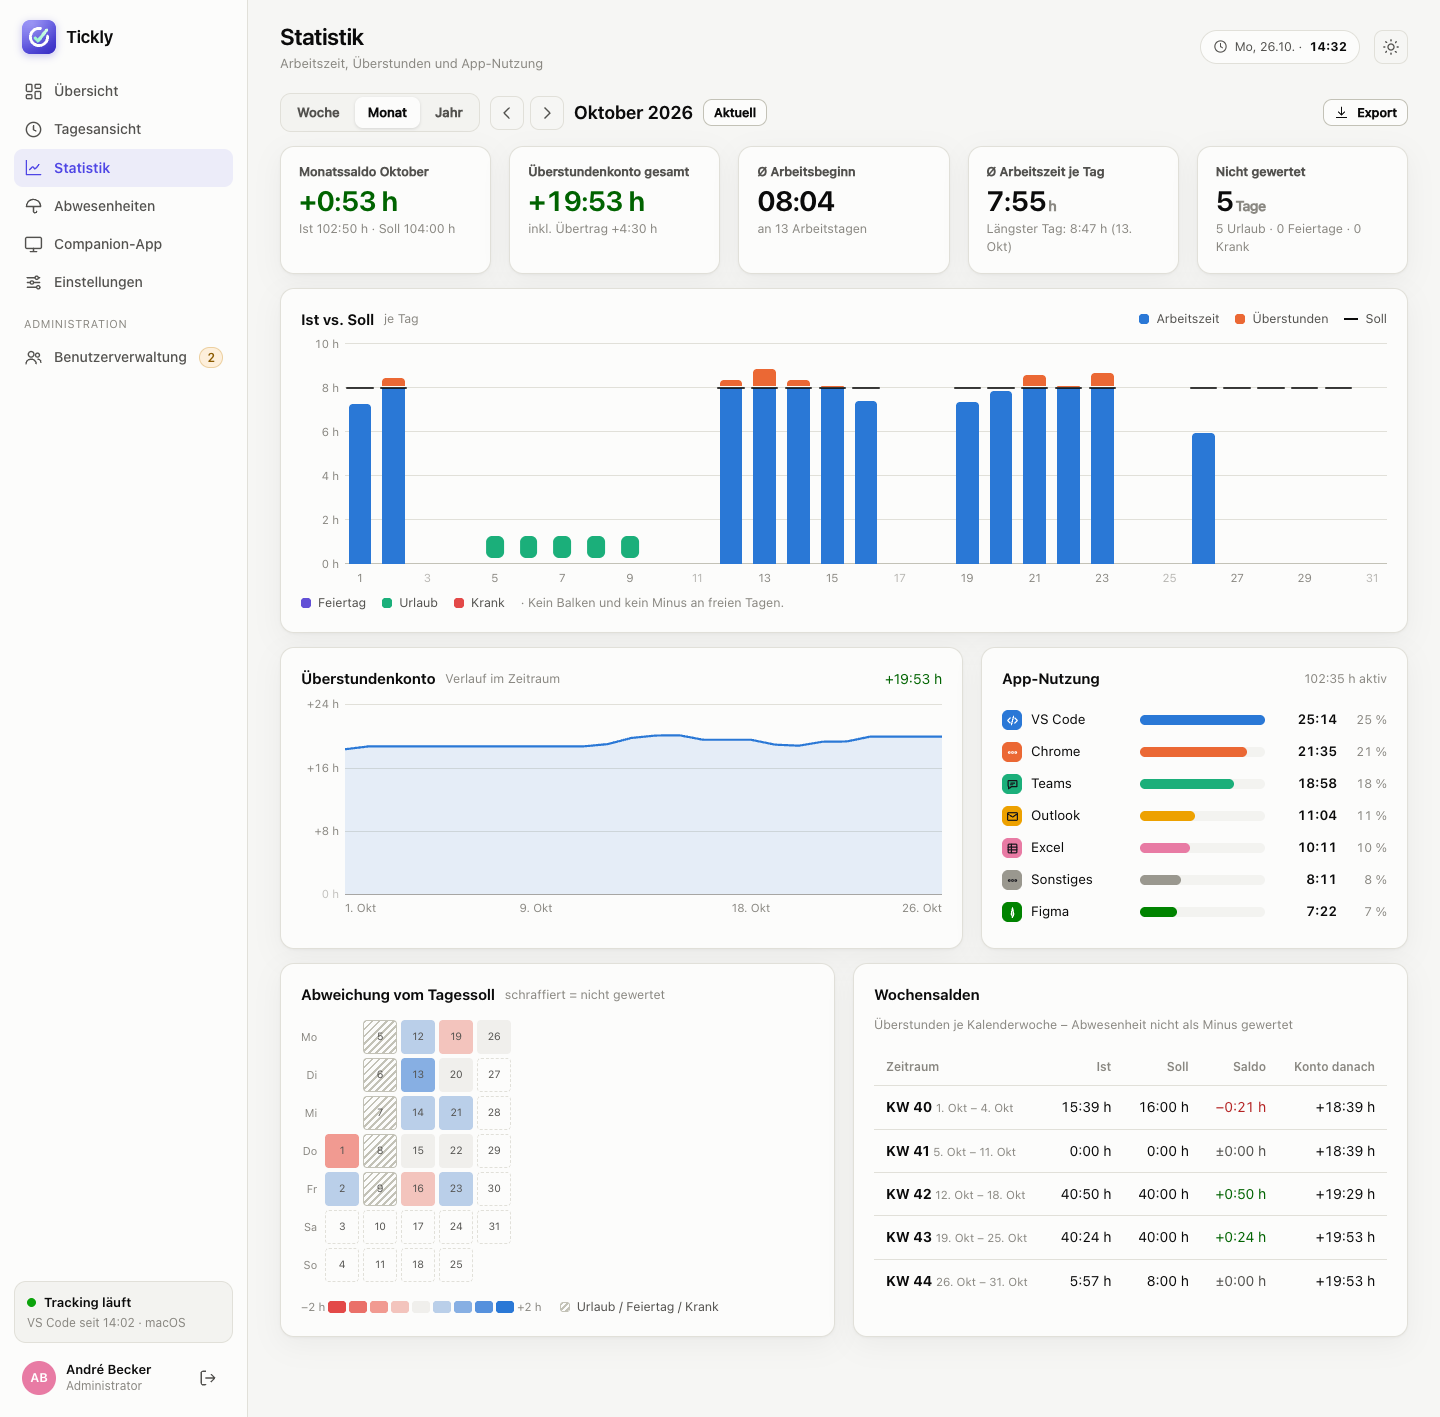 Tickly
Übersicht
Tagesansicht
Statistik
Abwesenheiten
Companion-App
Einstellungen
ADMINISTRATION
Benutzerverwaltung 2
Tracking läuft
VS Code seit 14:02 · macOS
AB
André Becker
Administrator
Statistik
Arbeitszeit, Überstunden und App-Nutzung
Mo, 26.10. · 14:32
Woche Monat Jahr
Oktober 2026
Aktuell
Export
Monatssaldo Oktober
+0:53 h
Ist 102:50 h · Soll 104:00 h
Überstundenkonto gesamt
+19:53 h
inkl. Übertrag +4:30 h
Ø Arbeitsbeginn
08:04
an 13 Arbeitstagen
Ø Arbeitszeit je Tag
7:55 h
Längster Tag: 8:47 h (13.
Okt)
Nicht gewertet
5 Tage
5 Urlaub · 0 Feiertage · 0
Krank
Ist vs. Soll je Tag
Arbeitszeit Überstunden Soll
10 h
8 h
6 h
4 h
2 h
0 h
1 3 5 7 9 11 13 15 17 19 21 23 25 27 29 31
Feiertag Urlaub Krank · Kein Balken und kein Minus an freien Tagen.
Überstundenkonto Verlauf im Zeitraum +19:53 h
+24 h
+16 h
+8 h
0 h
1. Okt 9. Okt 18. Okt 26. Okt
App-Nutzung 102:35 h aktiv
VS Code 25:14 25 %
Chrome 21:35 21 %
Teams 18:58 18 %
Outlook 11:04 11 %
Excel 10:11 10 %
Sonstiges 8:11 8 %
Figma 7:22 7 %
Abweichung vom Tagessoll schraffiert = nicht gewertet
Mo 5 12 19 26
Di 6 13 20 27
Mi 7 14 21 28
Do 1 8 15 22 29
Fr 2 9 16 23 30
Sa 3 10 17 24 31
So 4 11 18 25
−2 h +2 h Urlaub / Feiertag / Krank
Wochensalden
Überstunden je Kalenderwoche – Abwesenheit nicht als Minus gewertet
Zeitraum Ist Soll Saldo Konto danach
KW 40 1. Okt – 4. Okt 15:39 h 16:00 h −0:21 h +18:39 h
KW 41 5. Okt – 11. Okt 0:00 h 0:00 h ±0:00 h +18:39 h
KW 42 12. Okt – 18. Okt 40:50 h 40:00 h +0:50 h +19:29 h
KW 43 19. Okt – 25. Okt 40:24 h 40:00 h +0:24 h +19:53 h
KW 44 26. Okt – 31. Okt 5:57 h 8:00 h ±0:00 h +19:53 h